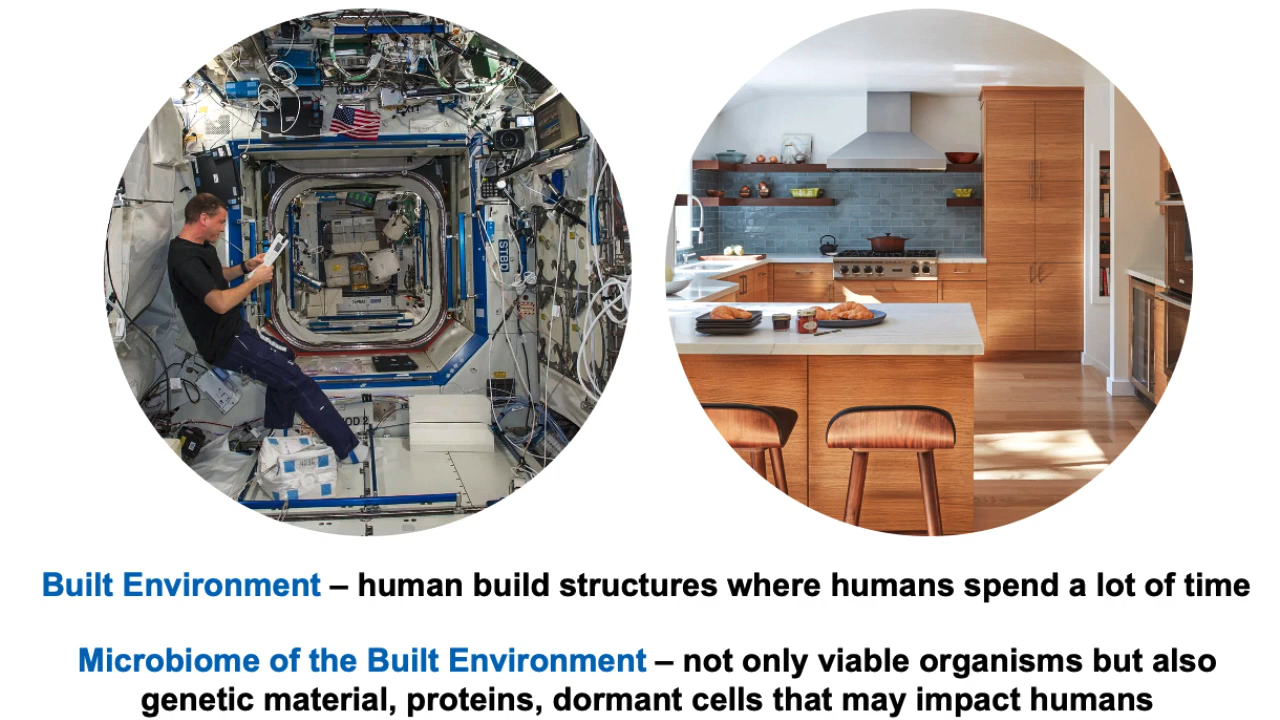 STBD
Built Environment – human build structures where humans spend a lot of time
Microbiome of the Built Environment – not only viable organisms but also
genetic material, proteins, dormant cells that may impact humans